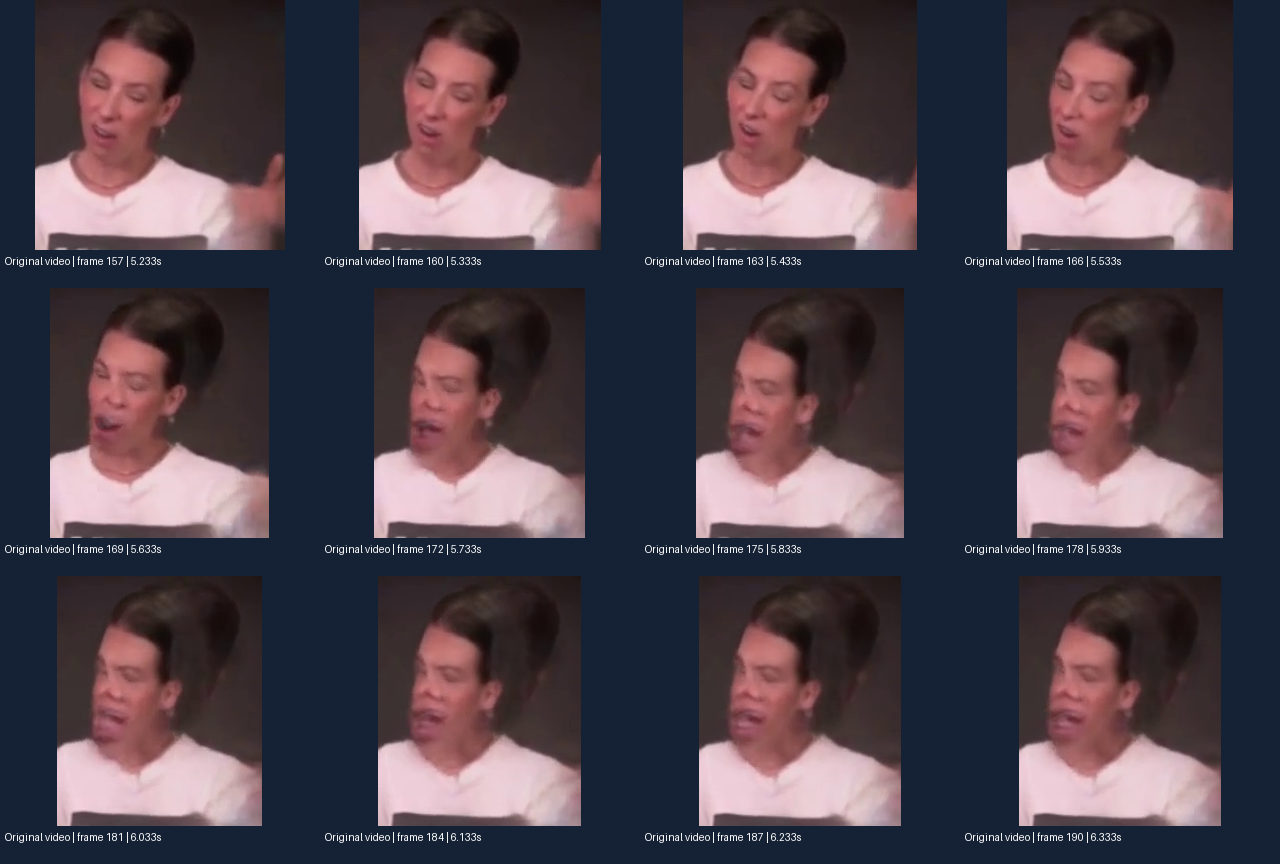 Original video | frame 157 | 5.233s
Original video | frame 160 | 5.333s
Original video | frame 163 | 5.433s
Original video | frame 166 | 5.533s
Original video | frame 169 | 5.633s
Original video | frame 172 | 5.733s
Original video | frame 175 | 5.833s
Original video | frame 178 | 5.933s
Original video | frame 181 | 6.033s
Original video | frame 184 | 6.133s
Original video | frame 187 | 6.233s
Original video | frame 190 | 6.333s